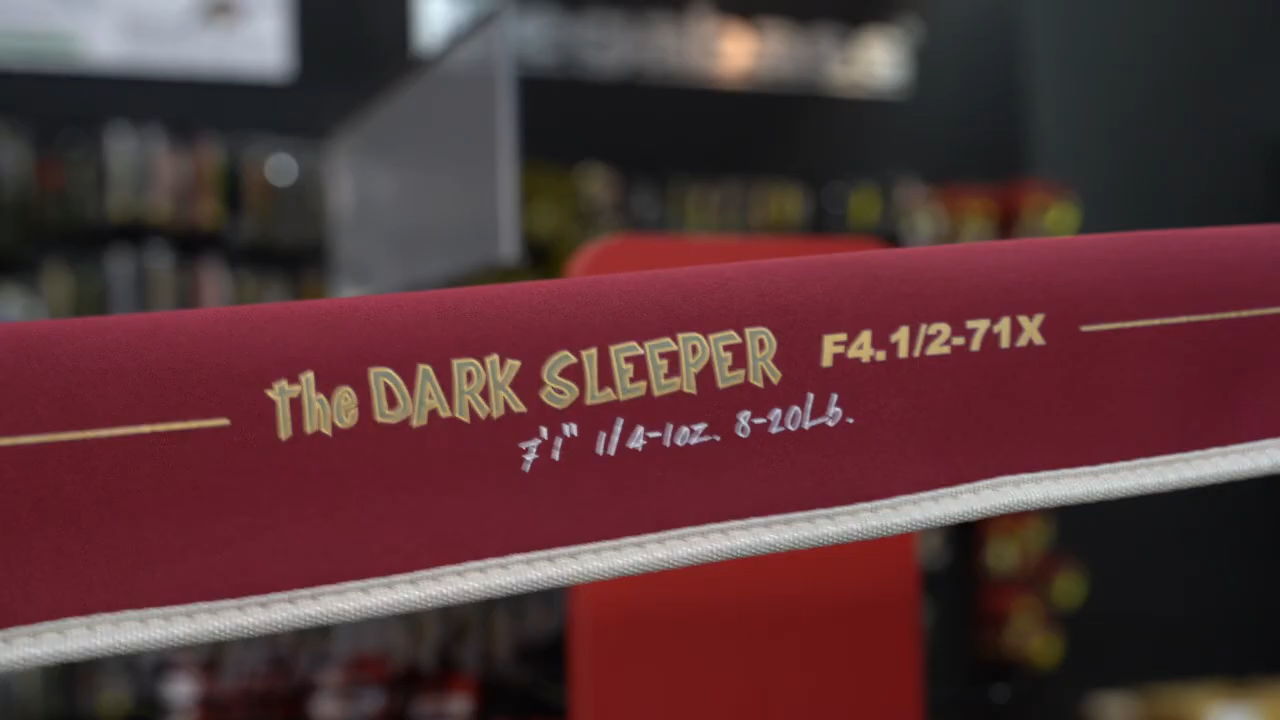 the DARK SLEEPER F4.1/2-71X
7'1" 1/4-1oz. 8-20Lb.